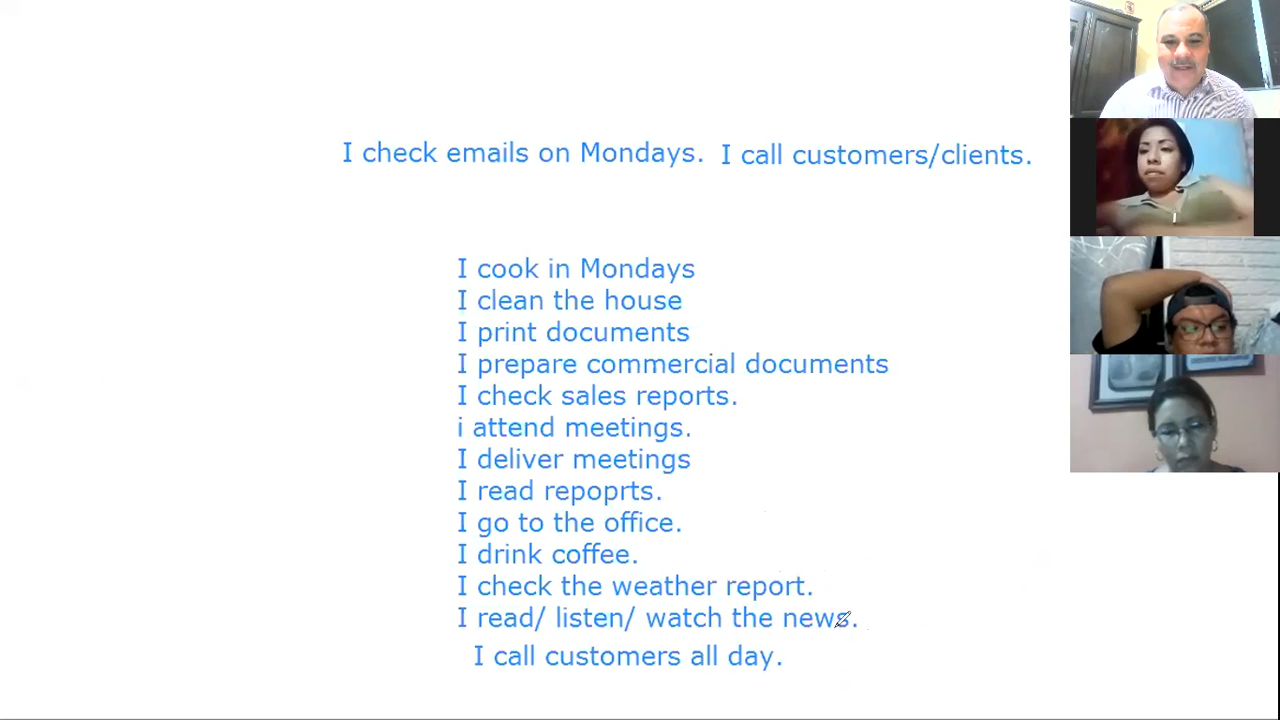 I check emails on Mondays. I call customers/clients.
I cook in Mondays
I clean the house
I print documents
I prepare commercial documents
I check sales reports.
i attend meetings.
I deliver meetings
I read repoprts.
I go to the office.
I drink coffee.
I check the weather report.
I read/ listen/ watch the news.
I call customers all day.